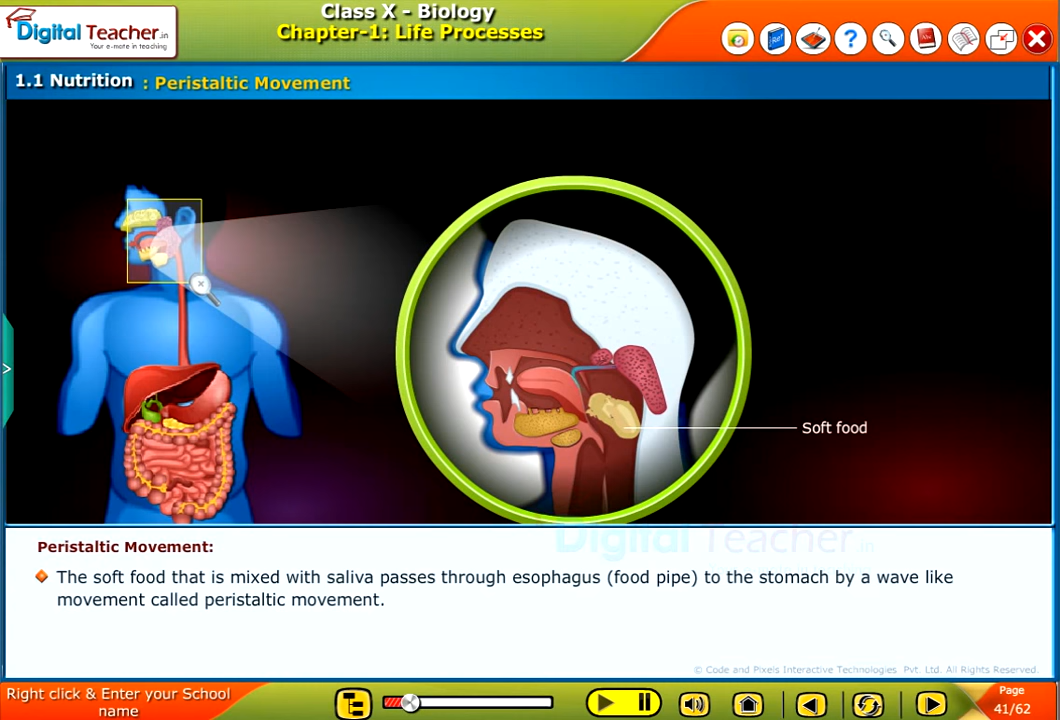 Class X - Biology
Chapter-1: Life Processes
Digital Teacher.in
Your e-mate in teaching
Ref
?
Abc
1.1 Nutrition : Peristaltic Movement
Soft food
Digital Teacher.in
Peristaltic Movement:
The soft food that is mixed with saliva passes through esophagus (food pipe) to the stomach by a wave like
movement called peristaltic movement.
© Code and Pixels Interactive Technologies. Pvt. Ltd. All Rights Reserved.
Right click & Enter your School
name
Page
41/62